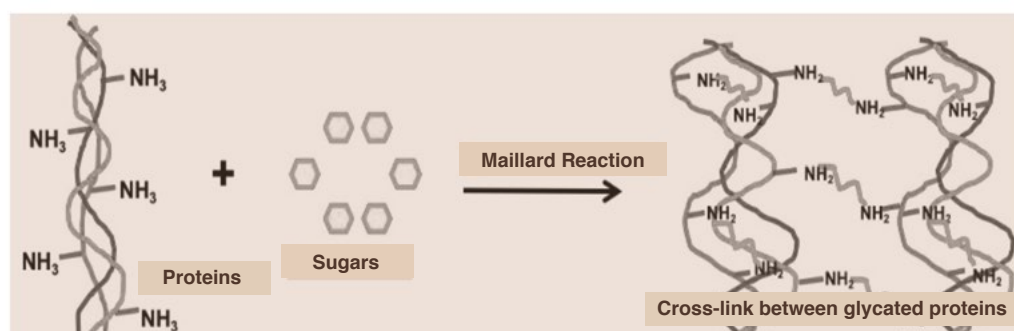 NH3
NH3
NH3
NH3
NH3
+
Proteins
Sugars
Maillard Reaction
NH2
NH2
NH2
NH2
NH2
NH2
NH2
NH2
NH2
NH2
NH2
NH2
NH2
NH2
Cross-link between glycated proteins